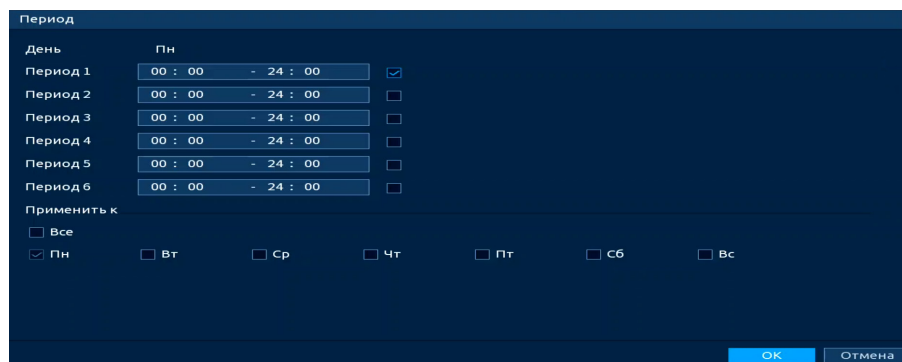 Период
День Пн
Период 1 00 : 00 - 24 : 00
Период 2 00 : 00 - 24 : 00
Период 3 00 : 00 - 24 : 00
Период 4 00 : 00 - 24 : 00
Период 5 00 : 00 - 24 : 00
Период 6 00 : 00 - 24 : 00
Применить к
Все
Пн Вт Ср Чт Пт Сб Вс
OK Отмена